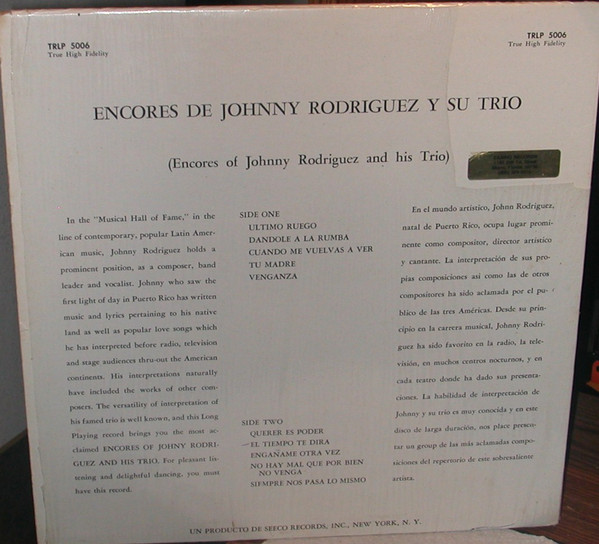 TRLP 5006
True High Fidelity
TRLP 5006
True High Fidelity
ENCORES DE JOHNNY RODRIGUEZ Y SU TRIO
(Encores of Johnny Rodriguez and his Trio)
In the "Musical Hall of Fame," in the
line of contemporary, popular Latin Amer-
ican music, Johnny Rodriguez holds a
prominent position, as a composer, band
leader and vocalist. Johnny who saw the
first light of day in Puerto Rico has written
music and lyrics pertaining to his native
land as well as popular love songs which
he has interpreted before radio, television
and stage audiences thru-out the American
continents. His interpretations naturally
have included the works of other com-
posers. The versatility of interpretation of
his famed trio is well known, and this Long
Playing record brings you the most ac-
claimed ENCORES OF JOHNY RODRI-
GUEZ AND HIS TRIO. For pleasant lis-
tening and delightful dancing, you must
have this record.
SIDE ONE
ULTIMO RUEGO
DANDOLE A LA RUMBA
CUANDO ME VUELVAS A VER
TU MADRE
VENGANZA
SIDE TWO
QUERER ES PODER
EL TIEMPO TE DIRA
ENGAÑAME OTRA VEZ
NO HAY MAL QUE POR BIEN
NO VENGA
SIEMPRE NOS PASA LO MISMO
En el mundo artístico, Johnn Rodríguez,
natal de Puerto Rico, ocupa lugar promi-
nente como compositor, director artístico
y cantante. La interpretación de sus pro-
pias composiciones así como las de otros
compositores ha sido aclamada por el pu-
blico de las tres Américas. Desde su prin-
cipio en la carrera musical, Johnny Rodrí-
guez ha sido favorito en la radio, la tele-
visión, en muchos centros nocturnos, y en
cada teatro donde ha dado sus presenta-
ciones. La habilidad de interpretación de
Johnny y su trío es muy conocida y en este
disco de larga duración, nos place presen-
tar un group de las más aclamadas compo-
siciones del repertorio de este sobresaliente
artista.
UN PRODUCTO DE SEECO RECORDS, INC., NEW YORK, N. Y.